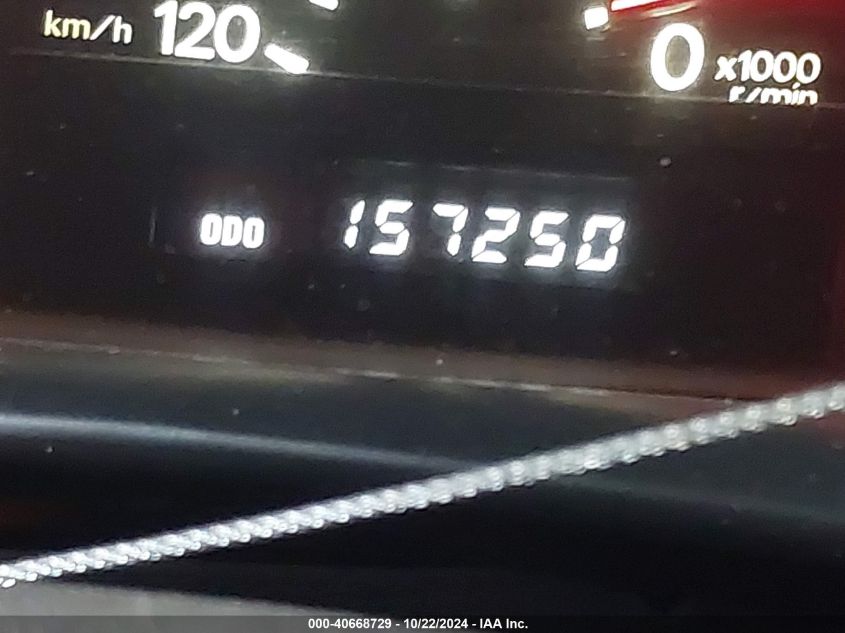 km/h 120 0 x1000
r/min
ODO 157250
000-40668729 - 10/22/2024 - IAA Inc.